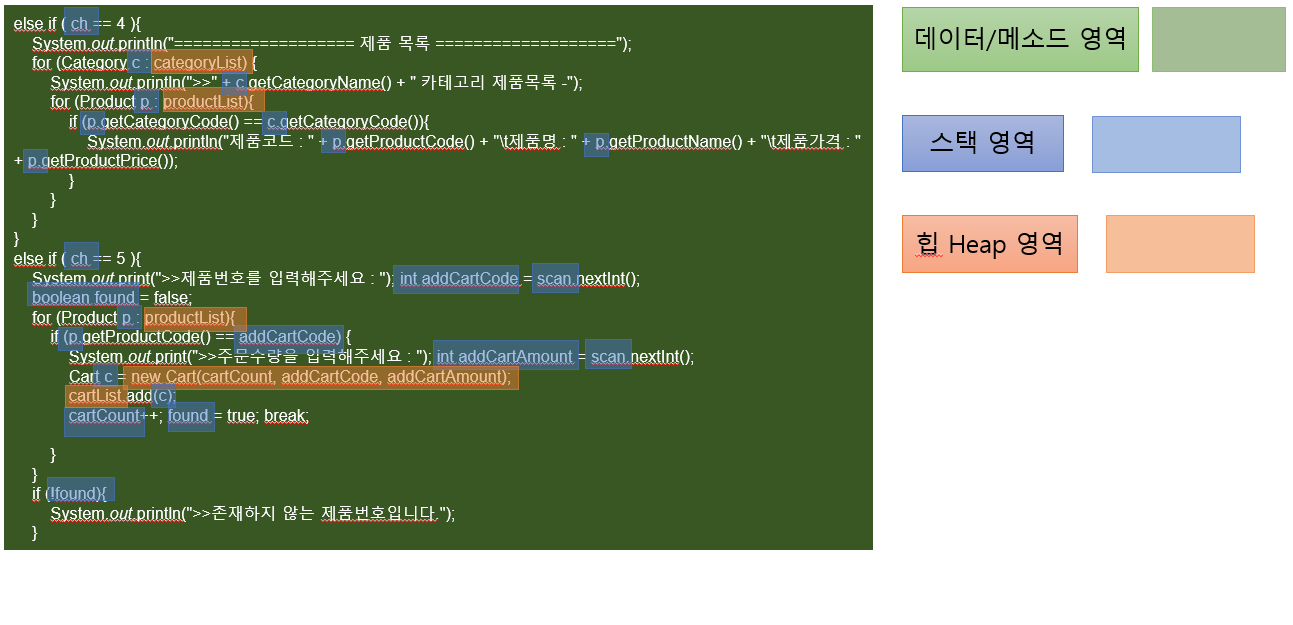 else if ( ch == 4 ){
System.out.println("=================== 제품 목록 ===================");
for (Category c : categoryList) {
System.out.println(">>" + c.getCategoryName() + " 카테고리 제품목록 -");
for (Product p : productList){
if (p.getCategoryCode() == c.getCategoryCode()){
System.out.println("제품코드 : " + p.getProductCode() + "\t제품명 : " + p.getProductName() + "\t제품가격 : "
+ p.getProductPrice());
}
}
}
}
else if ( ch == 5 ){
System.out.print(">>제품번호를 입력해주세요 : "); int addCartCode = scan.nextInt();
boolean found = false;
for (Product p : productList){
if (p.getProductCode() == addCartCode) {
System.out.print(">>주문수량을 입력해주세요 : "); int addCartAmount = scan.nextInt();
Cart c = new Cart(cartCount, addCartCode, addCartAmount);
cartList.add(c);
cartCount++; found = true; break;
}
}
if (!found){
System.out.println(">>존재하지 않는 제품번호입니다.");
}
데이터/메소드 영역
스택 영역
힙 Heap 영역